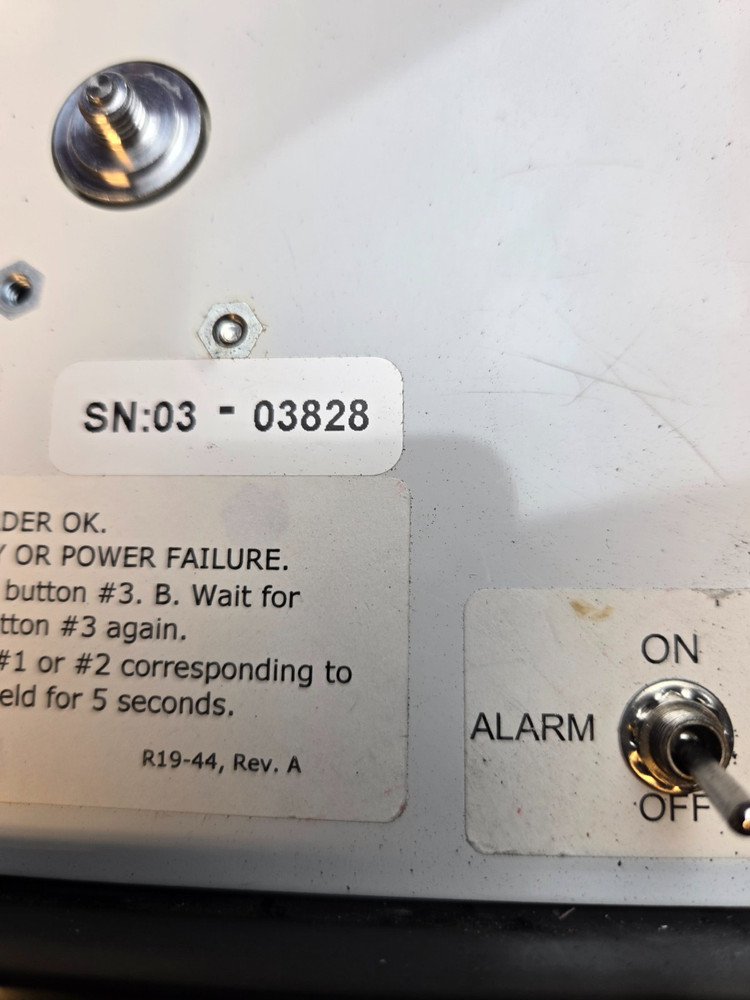 SN:03 - 03828
DER OK.
OR POWER FAILURE.
button #3. B. Wait for
tton #3 again.
#1 or #2 corresponding to
eld for 5 seconds.
R19-44, Rev. A
ON
ALARM
OFF